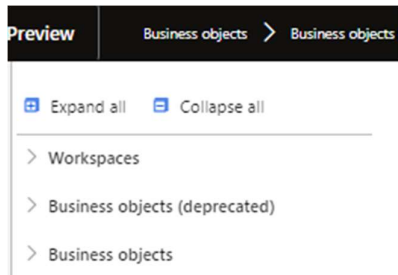 Preview Business objects > Business objects
Expand all Collapse all
Workspaces
Business objects (deprecated)
Business objects